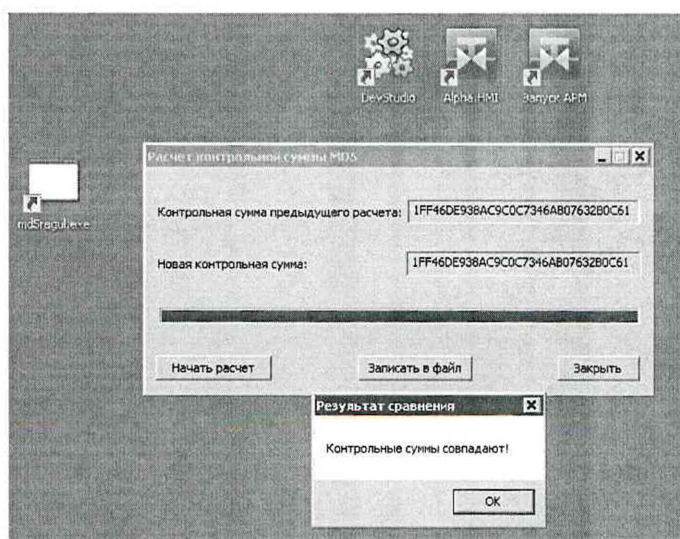 DevStudio
Alpha.HMI
Запуск АРМ
md5ragul.exe
Расчет контрольной суммы MD5
Контрольная сумма предыдущего расчета: 1FF46DE938AC9C0C7346AB07632B0C61
Новая контрольная сумма: 1FF46DE938AC9C0C7346AB07632B0C61
Начать расчет
Записать в файл
Закрыть
Результат сравнения
Контрольные суммы совпадают!
OK